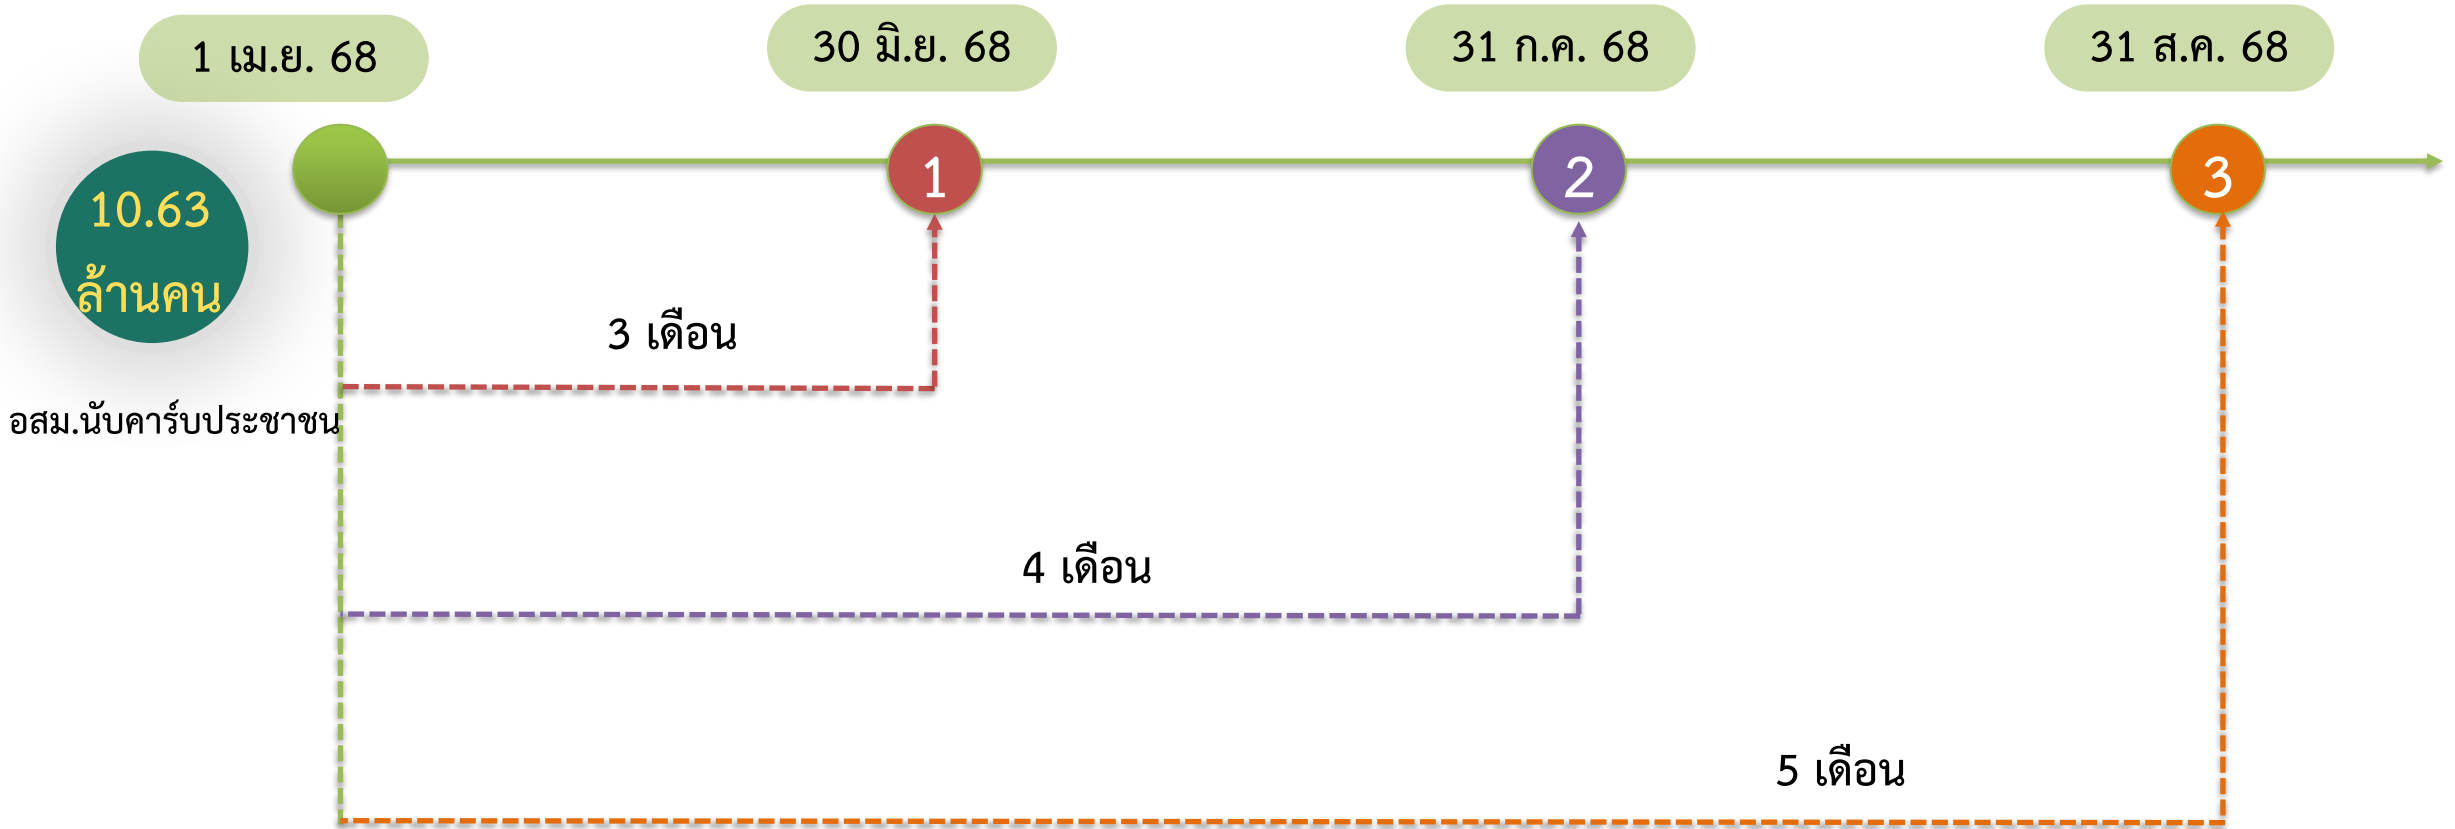 1 เม.ย. 68
30 มิ.ย. 68
31 ก.ค. 68
31 ส.ค. 68
1
2
3
10.63
ล้านคน
3 เดือน
อสม.นับคาร์บประชาชน
4 เดือน
5 เดือน